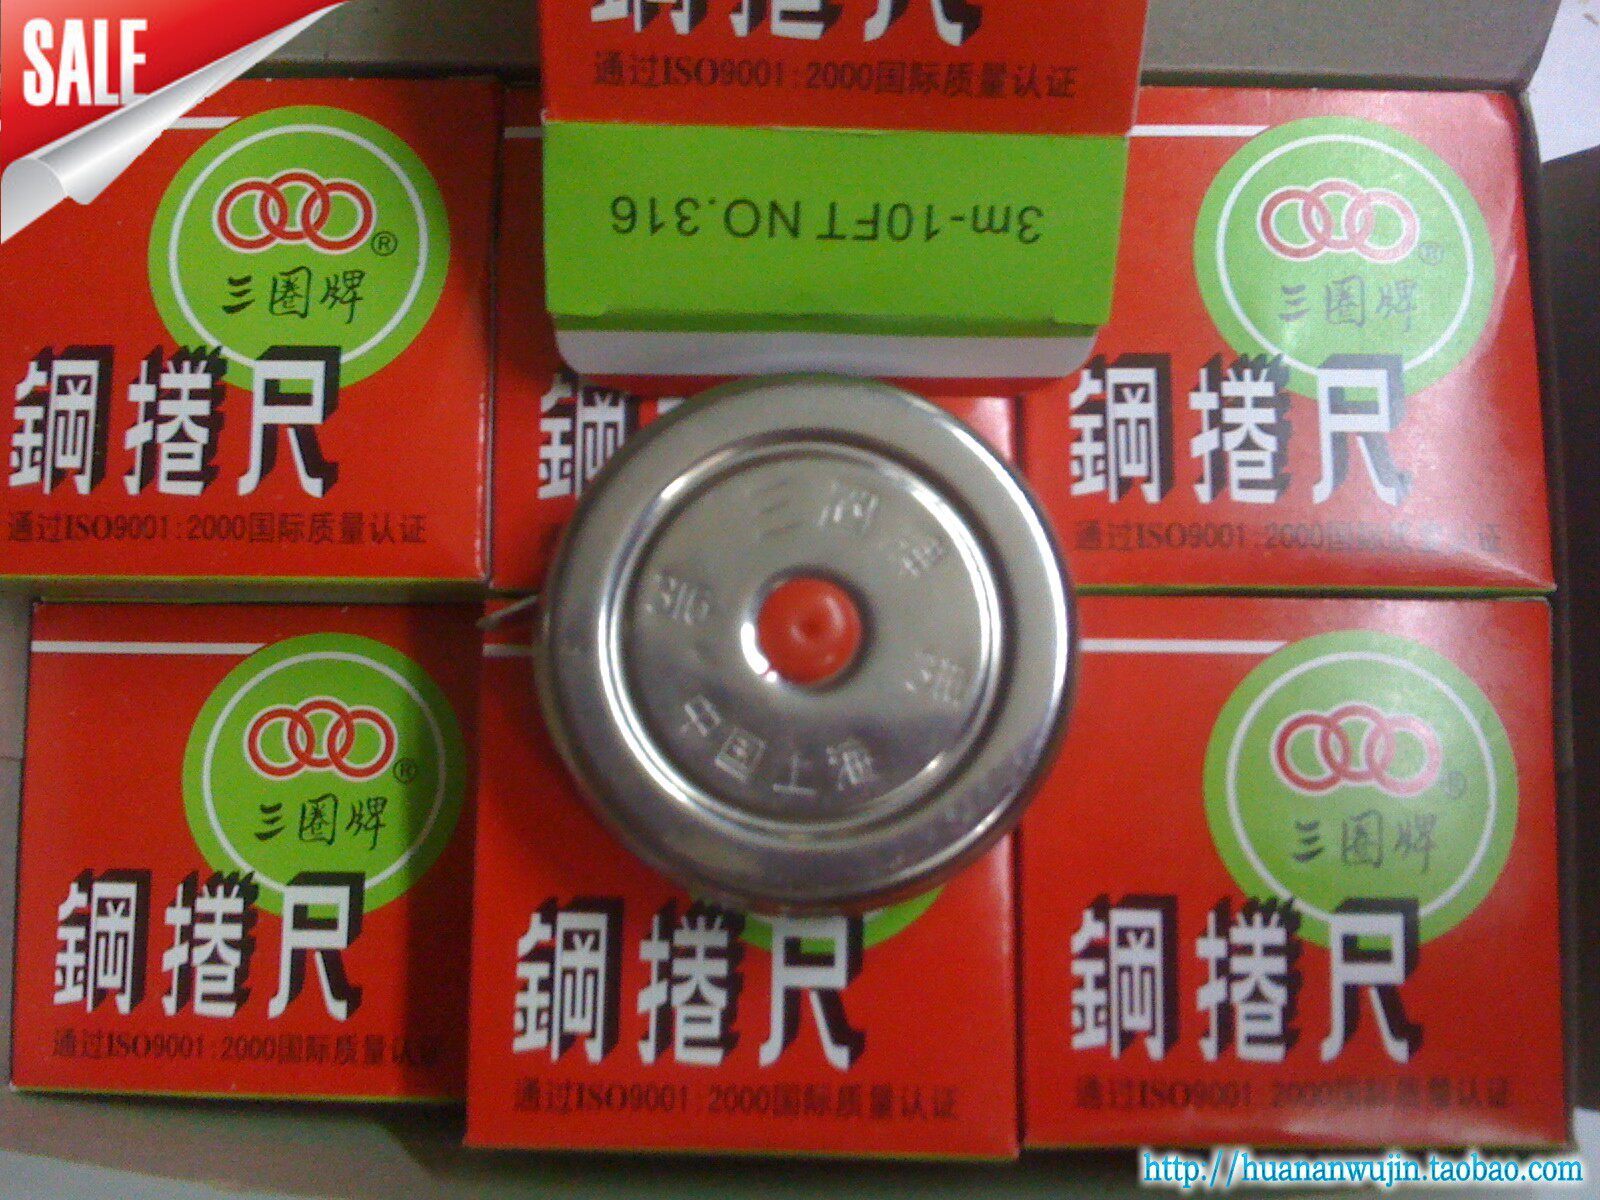 SALE
鋼捲尺
通过ISO9001:2000国际质量认证
3m-10FT NO.316
®
三圈牌
鋼捲尺
通过ISO9001:2000国际质量认证
鋼
®
三圈牌
鋼捲尺
通过ISO9001:2000国际质量认证
三圈牌
316
中国上海
®
三圈牌
鋼捲尺
通过ISO9001:2000国际质量认
鋼捲尺
通过ISO9001:2000国际质量认证
®
三圈牌
鋼捲尺
通过ISO9001:2000国际质量认证
http://huananwujin.taobao.com